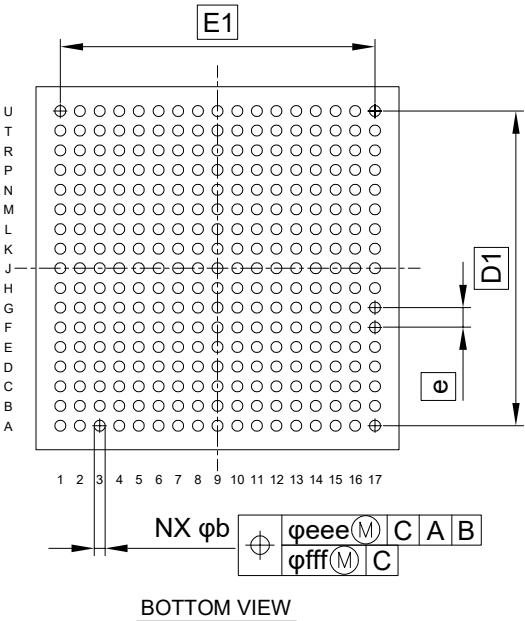 E1
U
T
R
P
N
M
L
K
J
H
G
F
E
D
C
B
A
D1
e
1 2 3 4 5 6 7 8 9 10 11 12 13 14 15 16 17
NX φb
φeee Ⓜ C A B
φfff Ⓜ C
BOTTOM VIEW